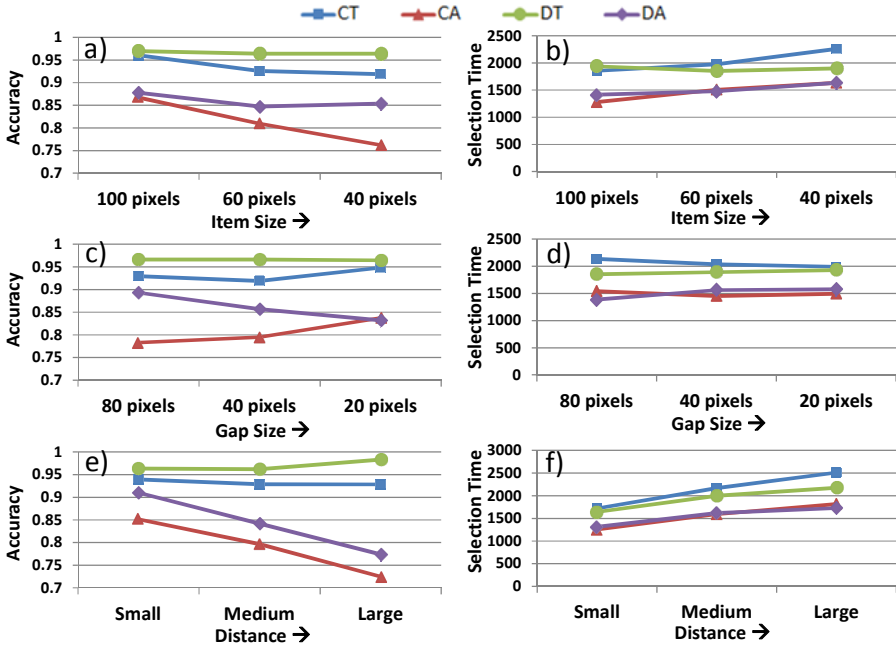 CT CA DT DA
a)
Accuracy
1
0.95
0.9
0.85
0.8
0.75
0.7
100 pixels 60 pixels 40 pixels
Item Size →
b)
Selection Time
2500
2000
1500
1000
500
0
100 pixels 60 pixels 40 pixels
Item Size →
c)
Accuracy
1
0.95
0.9
0.85
0.8
0.75
0.7
80 pixels 40 pixels 20 pixels
Gap Size →
d)
Selection Time
2500
2000
1500
1000
500
0
80 pixels 40 pixels 20 pixels
Gap Size →
e)
Accuracy
1
0.95
0.9
0.85
0.8
0.75
0.7
Small Medium Large
Distance →
f)
Selection Time
3000
2500
2000
1500
1000
500
0
Small Medium Large
Distance →